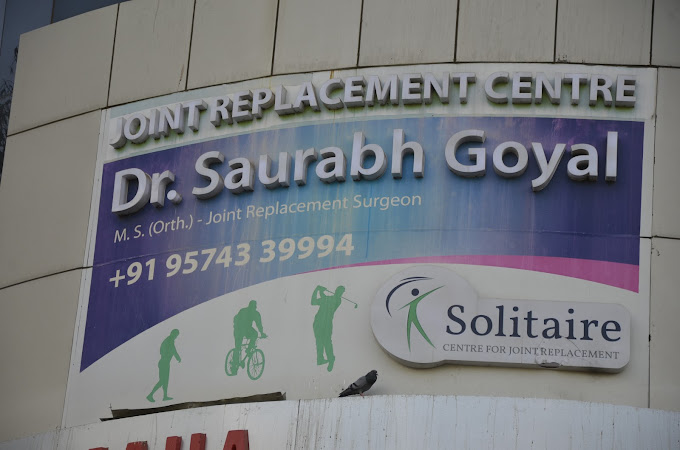 JOINT REPLACEMENT CENTRE
Dr. Saurabh Goyal
M. S. (Orth.) - Joint Replacement Surgeon
+91 95743 39994
Solitaire
CENTRE FOR JOINT REPLACEMENT